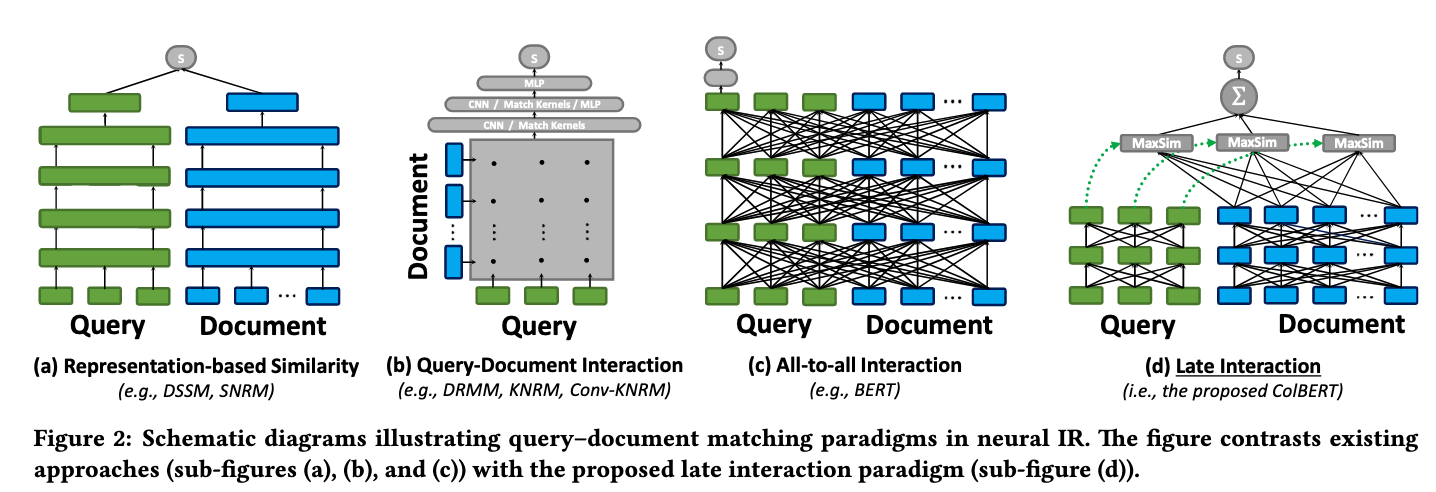 S
Query
Document
(a) Representation-based Similarity
(e.g., DSSM, SNRM)
S
MLP
CNN / Match Kernels / MLP
CNN / Match Kernels
Document
Query
(b) Query-Document Interaction
(e.g., DRMM, KNRM, Conv-KNRM)
S
Query
Document
(c) All-to-all Interaction
(e.g., BERT)
S
Σ
MaxSim
MaxSim
MaxSim
Query
Document
(d) Late Interaction
(i.e., the proposed ColBERT)
Figure 2: Schematic diagrams illustrating query–document matching paradigms in neural IR. The figure contrasts existing
approaches (sub-figures (a), (b), and (c)) with the proposed late interaction paradigm (sub-figure (d)).